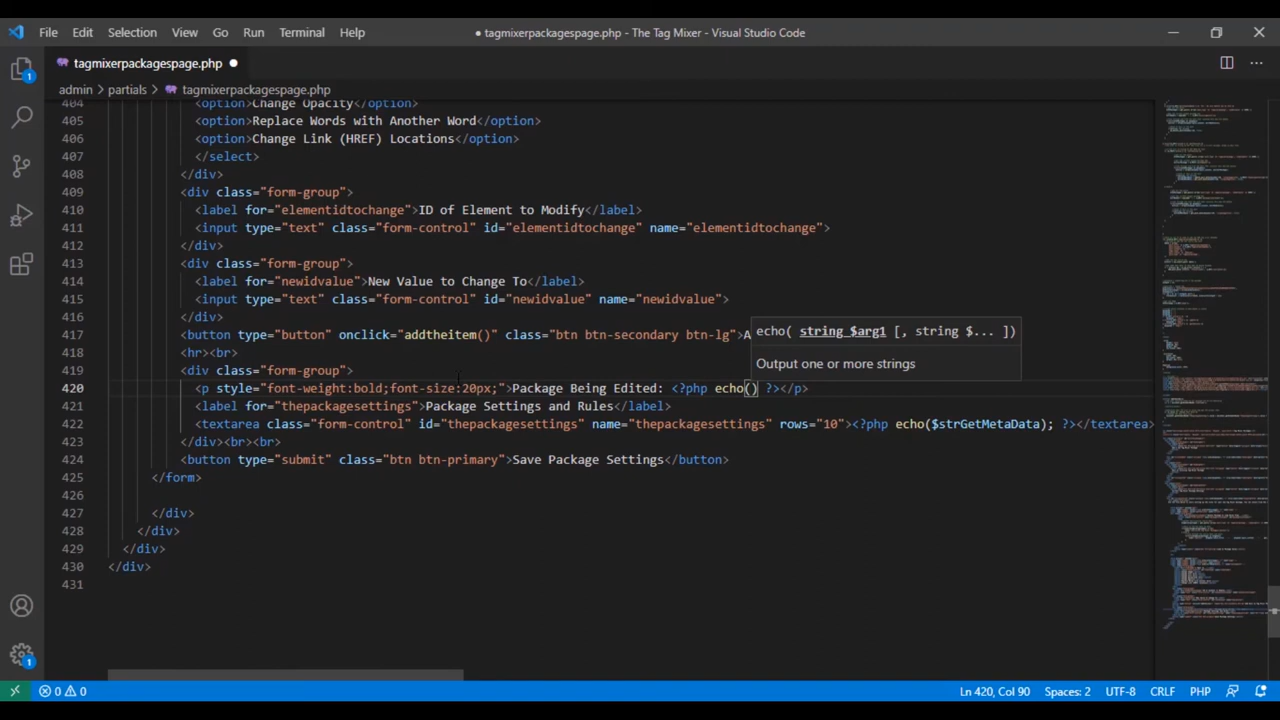 File Edit Selection View Go Run Terminal Help ● tagmixerpackagespage.php - The Tag Mixer - Visual Studio Code
tagmixerpackagespage.php ●
admin > partials > tagmixerpackagespage.php
404 <option>Change Opacity</option>
405 <option>Replace Words with Another Word</option>
406 <option>Change Link (HREF) Locations</option>
407 </select>
408 </div>
409 <div class="form-group">
410 <label for="elementidtochange">ID of Element to Modify</label>
411 <input type="text" class="form-control" id="elementidtochange" name="elementidtochange">
412 </div>
413 <div class="form-group">
414 <label for="newidvalue">New Value to Change To</label>
415 <input type="text" class="form-control" id="newidvalue" name="newidvalue">
416 </div>
417 <button type="button" onclick="addtheitem()" class="btn btn-secondary btn-lg">A
echo( string $arg1 [, string $... ])
Output one or more strings
418 <hr><br>
419 <div class="form-group">
420 <p style="font-weight:bold;font-size:20px;">Package Being Edited: <?php echo() ?></p>
421 <label for="thepackagesettings">Package Settings and Rules</label>
422 <textarea class="form-control" id="thepackagesettings" name="thepackagesettings" rows="10"><?php echo($strGetMetaData); ?></textarea>
423 </div><br><br>
424 <button type="submit" class="btn btn-primary">Save Package Settings</button>
425 </form>
426
427 </div>
428 </div>
429 </div>
430 </div>
431
1
1
0 0 Ln 420, Col 90 Spaces: 2 UTF-8 CRLF PHP